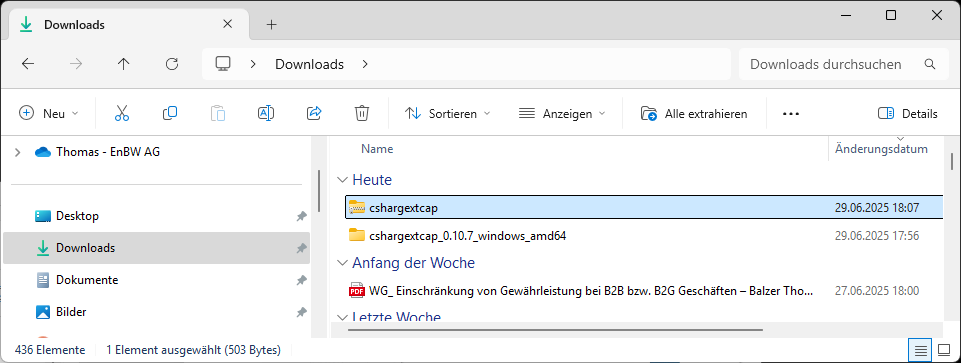 Downloads
Downloads
Downloads durchsuchen
Neu
Sortieren
Anzeigen
Alle extrahieren
Details
Thomas - EnBW AG
Desktop
Downloads
Dokumente
Bilder
Name
Änderungsdatum
Heute
cshargextcap
29.06.2025 18:07
cshargextcap_0.10.7_windows_amd64
29.06.2025 17:56
Anfang der Woche
PDF
WG_ Einschränkung von Gewährleistung bei B2B bzw. B2G Geschäften – Balzer Tho...
27.06.2025 18:00
Letzte Woche
436 Elemente
1 Element ausgewählt (503 Bytes)